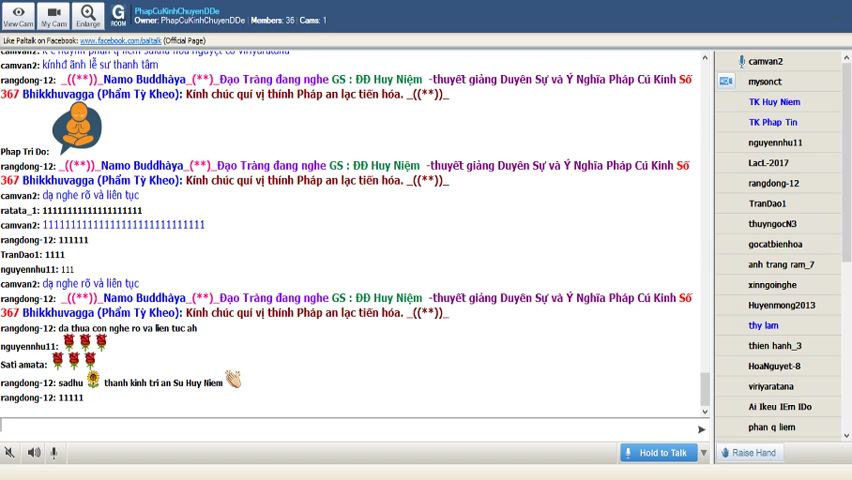 View Cam
My Cam
Enlarge
G
ROOM
PhapCuKinhChuyenDDe
Owner: PhapCuKinhChuyenDDe | Members: 36 | Cams: 1
Like Paltalk on Facebook: www.facebook.com/paltalk (Official Page)
camvan2: kính đãnh lễ sư thanh tâm
rangdong-12: _((**))_Namo Buddhàya_(**)_Đạo Tràng đang nghe GS : ĐĐ Huy Niệm -thuyết giảng Duyên Sự và Ý Nghĩa Pháp Cú Kinh Số
367 Bhikkhuvagga (Phẩm Tỳ Kheo): Kính chúc quí vị thính Pháp an lạc tiến hóa. _((**))_
Phap Tri Do:
rangdong-12: _((**))_Namo Buddhàya_(**)_Đạo Tràng đang nghe GS : ĐĐ Huy Niệm -thuyết giảng Duyên Sự và Ý Nghĩa Pháp Cú Kinh Số
367 Bhikkhuvagga (Phẩm Tỳ Kheo): Kính chúc quí vị thính Pháp an lạc tiến hóa. _((**))_
camvan2: dạ nghe rõ và liên tục
ratata_1: 11111111111111111111
camvan2: 11111111111111111111111111111
rangdong-12: 111111
TranDao1: 1111
nguyennhu11: 111
camvan2: dạ nghe rõ và liên tục
rangdong-12: _((**))_Namo Buddhàya_(**)_Đạo Tràng đang nghe GS : ĐĐ Huy Niệm -thuyết giảng Duyên Sự và Ý Nghĩa Pháp Cú Kinh Số
367 Bhikkhuvagga (Phẩm Tỳ Kheo): Kính chúc quí vị thính Pháp an lạc tiến hóa. _((**))_
rangdong-12: da thua con nghe ro va lien tuc ah
nguyennhu11:
Sati amata:
rangdong-12: sadhu thanh kinh tri an Su Huy Niem
rangdong-12: 11111
Hold to Talk
camvan2
mysonct
TK Huy Niem
TK Phap Tin
nguyennhu11
LacL-2017
rangdong-12
TranDao1
thuyngocN3
gocatbienhoa
anh trang ram_7
xinngoinghe
Huyenmong2013
thy lam
thien hanh_3
HoaNguyet-8
viriyaratana
Ai Ikeu IEm IDo
phan q liem
Raise Hand